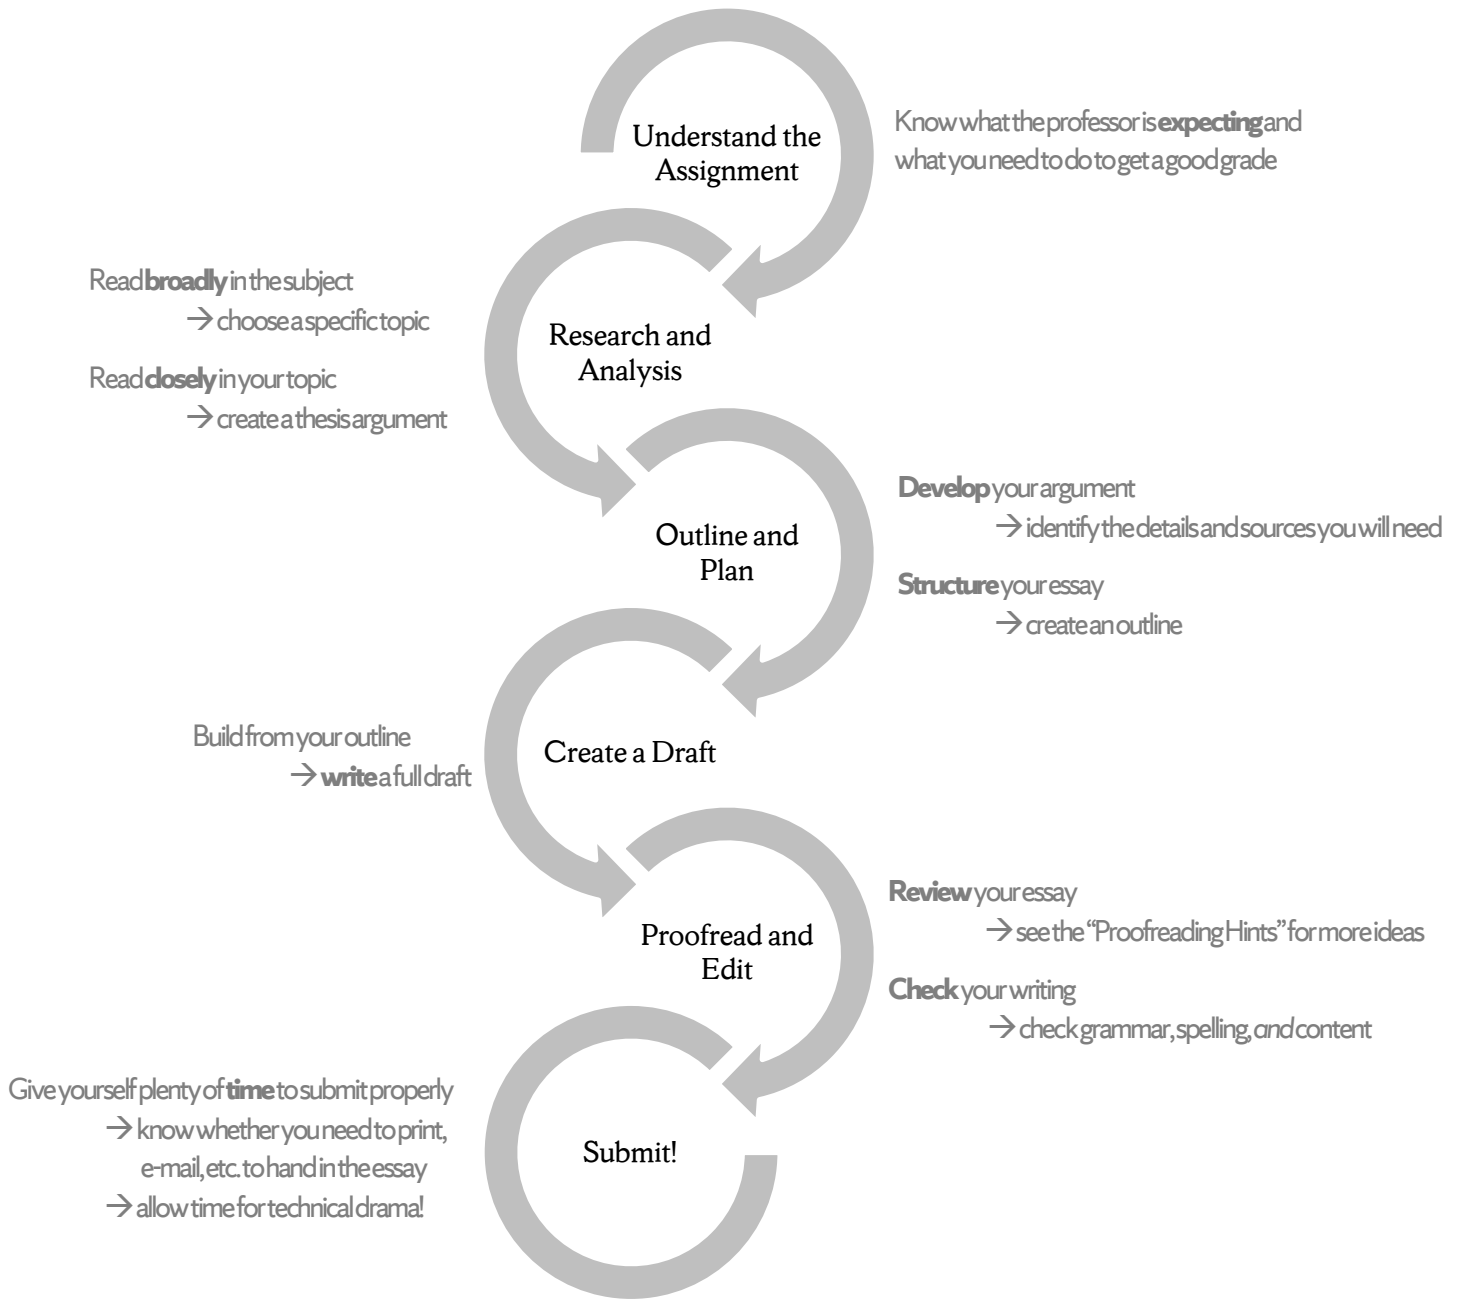 Understand the
Assignment
Know what the professor is expecting and
what you need to do to get a good grade
Read broadly in the subject
→ choose a specific topic
Read closely in your topic
→ create a thesis argument
Research and
Analysis
Outline and
Plan
Develop your argument
→ identify the details and sources you will need
Structure your essay
→ create an outline
Build from your outline
→ write a full draft
Create a Draft
Proofread and
Edit
Review your essay
→ see the “Proofreading Hints” for more ideas
Check your writing
→ check grammar, spelling, and content
Give yourself plenty of time to submit properly
→ know whether you need to print,
e-mail, etc. to hand in the essay
→ allow time for technical drama!
Submit!